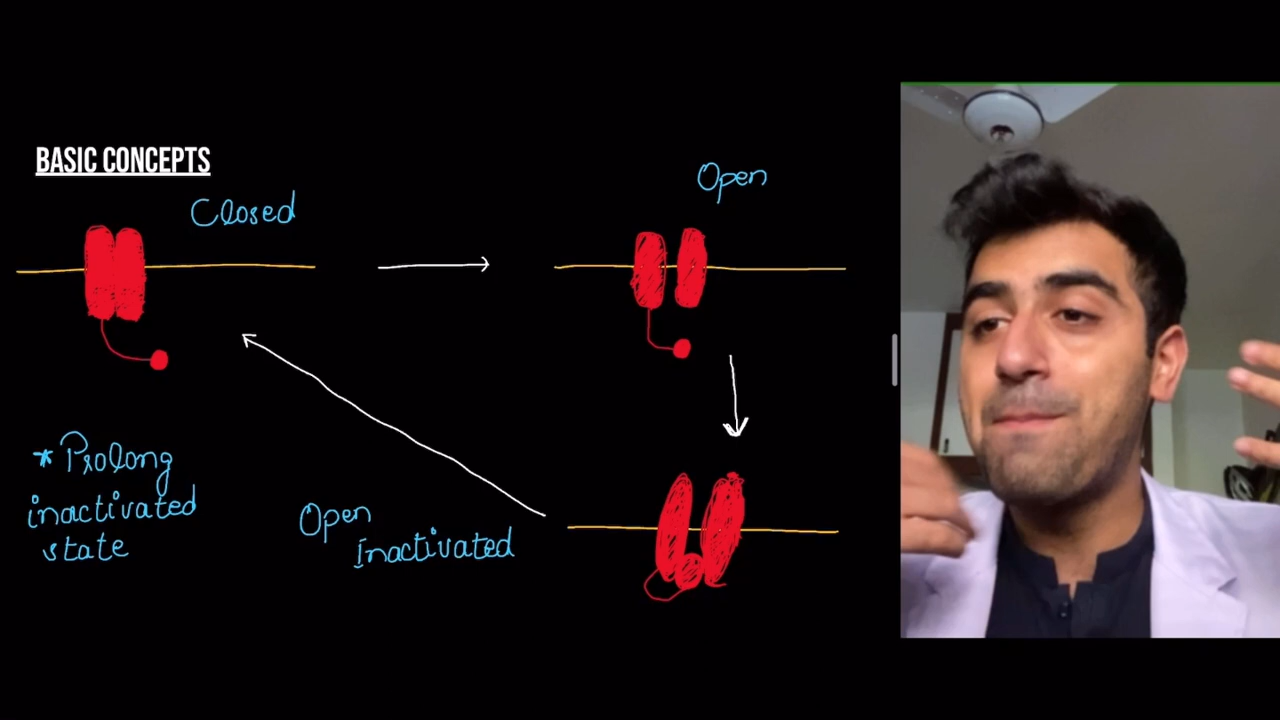 BASIC CONCEPTS
Closed
Open
* Prolong
inactivated
state
Open
Inactivated